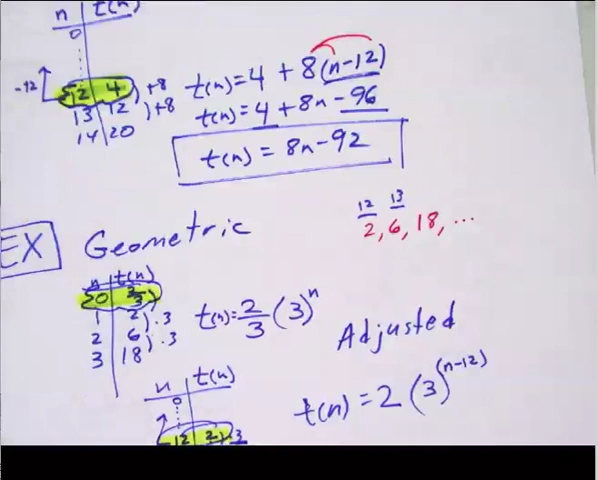 n t(n)
0
-12
12 4 ) +8
13 12 ) +8
14 20
t(n) = 4 + 8(n-12)
t(n) = 4 + 8n - 96
t(n) = 8n - 92
EX Geometric
12 13
2, 6, 18, ...
n t(n)
0 2/3
1 2 ) ·3
2 6 ) ·3
3 18
t(n) = 2/3 (3)^n
Adjusted
t(n) = 2(3)^(n-12)
n t(n)
0
12 2 ) ·3